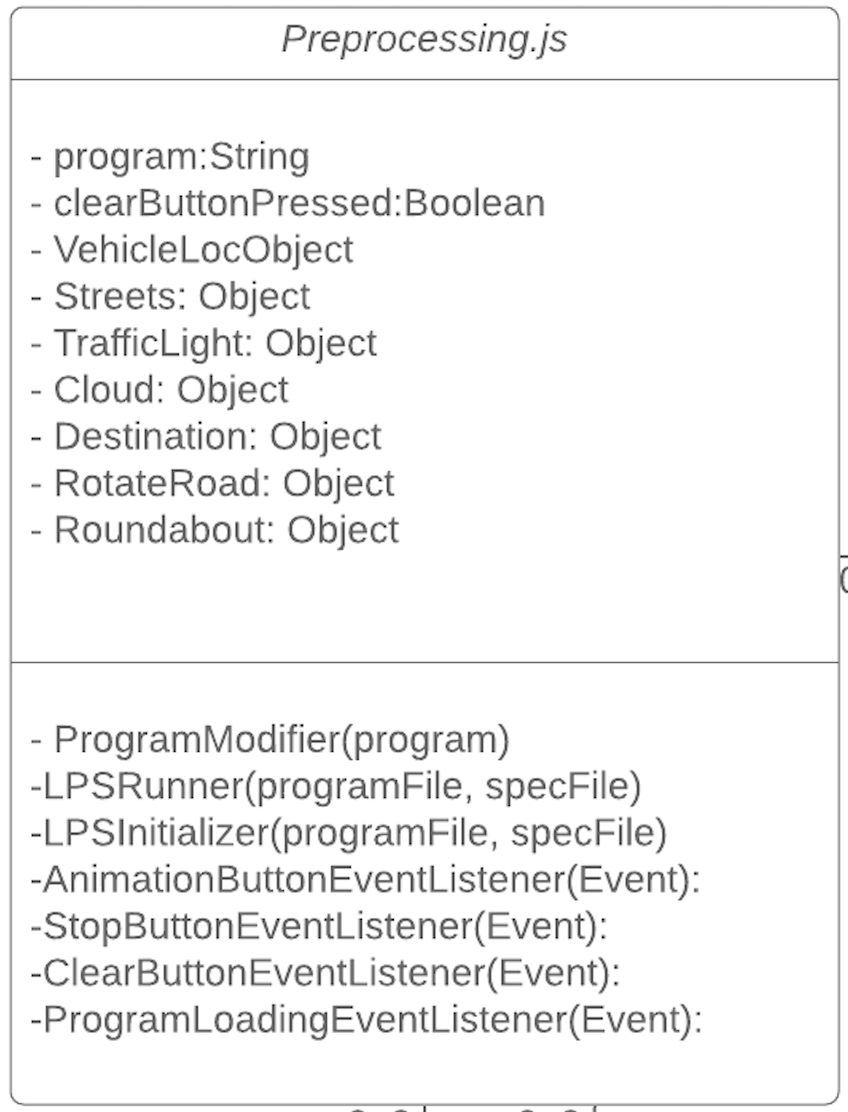 Preprocessing.js
- program:String
- clearButtonPressed:Boolean
- VehicleLocObject
- Streets: Object
- TrafficLight: Object
- Cloud: Object
- Destination: Object
- RotateRoad: Object
- Roundabout: Object
- ProgramModifier(program)
-LPSRunner(programFile, specFile)
-LPSInitializer(programFile, specFile)
-AnimationButtonEventListener(Event):
-StopButtonEventListener(Event):
-ClearButtonEventListener(Event):
-ProgramLoadingEventListener(Event):